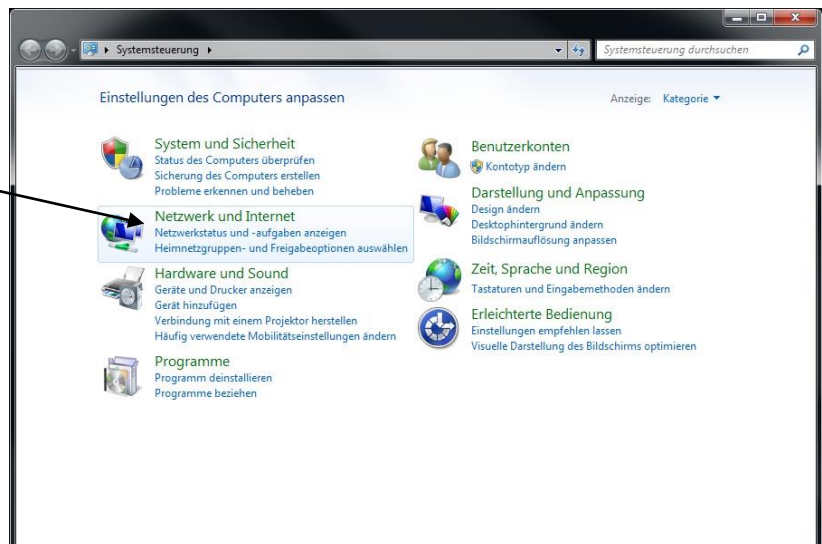 Systemsteuerung
Systemsteuerung durchsuchen
Einstellungen des Computers anpassen
Anzeige: Kategorie
System und Sicherheit
Status des Computers überprüfen
Sicherung des Computers erstellen
Probleme erkennen und beheben
Netzwerk und Internet
Netzwerkstatus und -aufgaben anzeigen
Heimnetzgruppen- und Freigabeoptionen auswählen
Hardware und Sound
Geräte und Drucker anzeigen
Gerät hinzufügen
Verbindung mit einem Projektor herstellen
Häufig verwendete Mobilitätseinstellungen ändern
Programme
Programm deinstallieren
Programme beziehen
Benutzerkonten
Kontotyp ändern
Darstellung und Anpassung
Design ändern
Desktophintergrund ändern
Bildschirmauflösung anpassen
Zeit, Sprache und Region
Tastaturen und Eingabemethoden ändern
Erleichterte Bedienung
Einstellungen empfehlen lassen
Visuelle Darstellung des Bildschirms optimieren